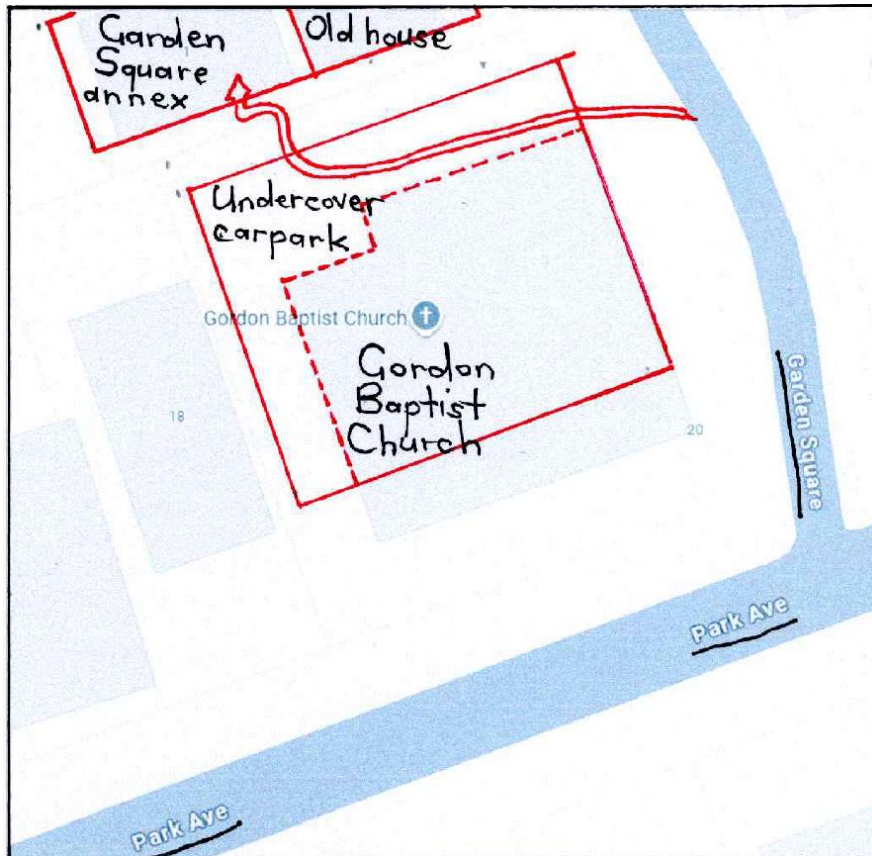 Garden
Square
annex
Old house
Undercover
carpark
Gordon Baptist Church
Gordon
Baptist
Church
18
20
Garden Square
Park Ave
Park Ave